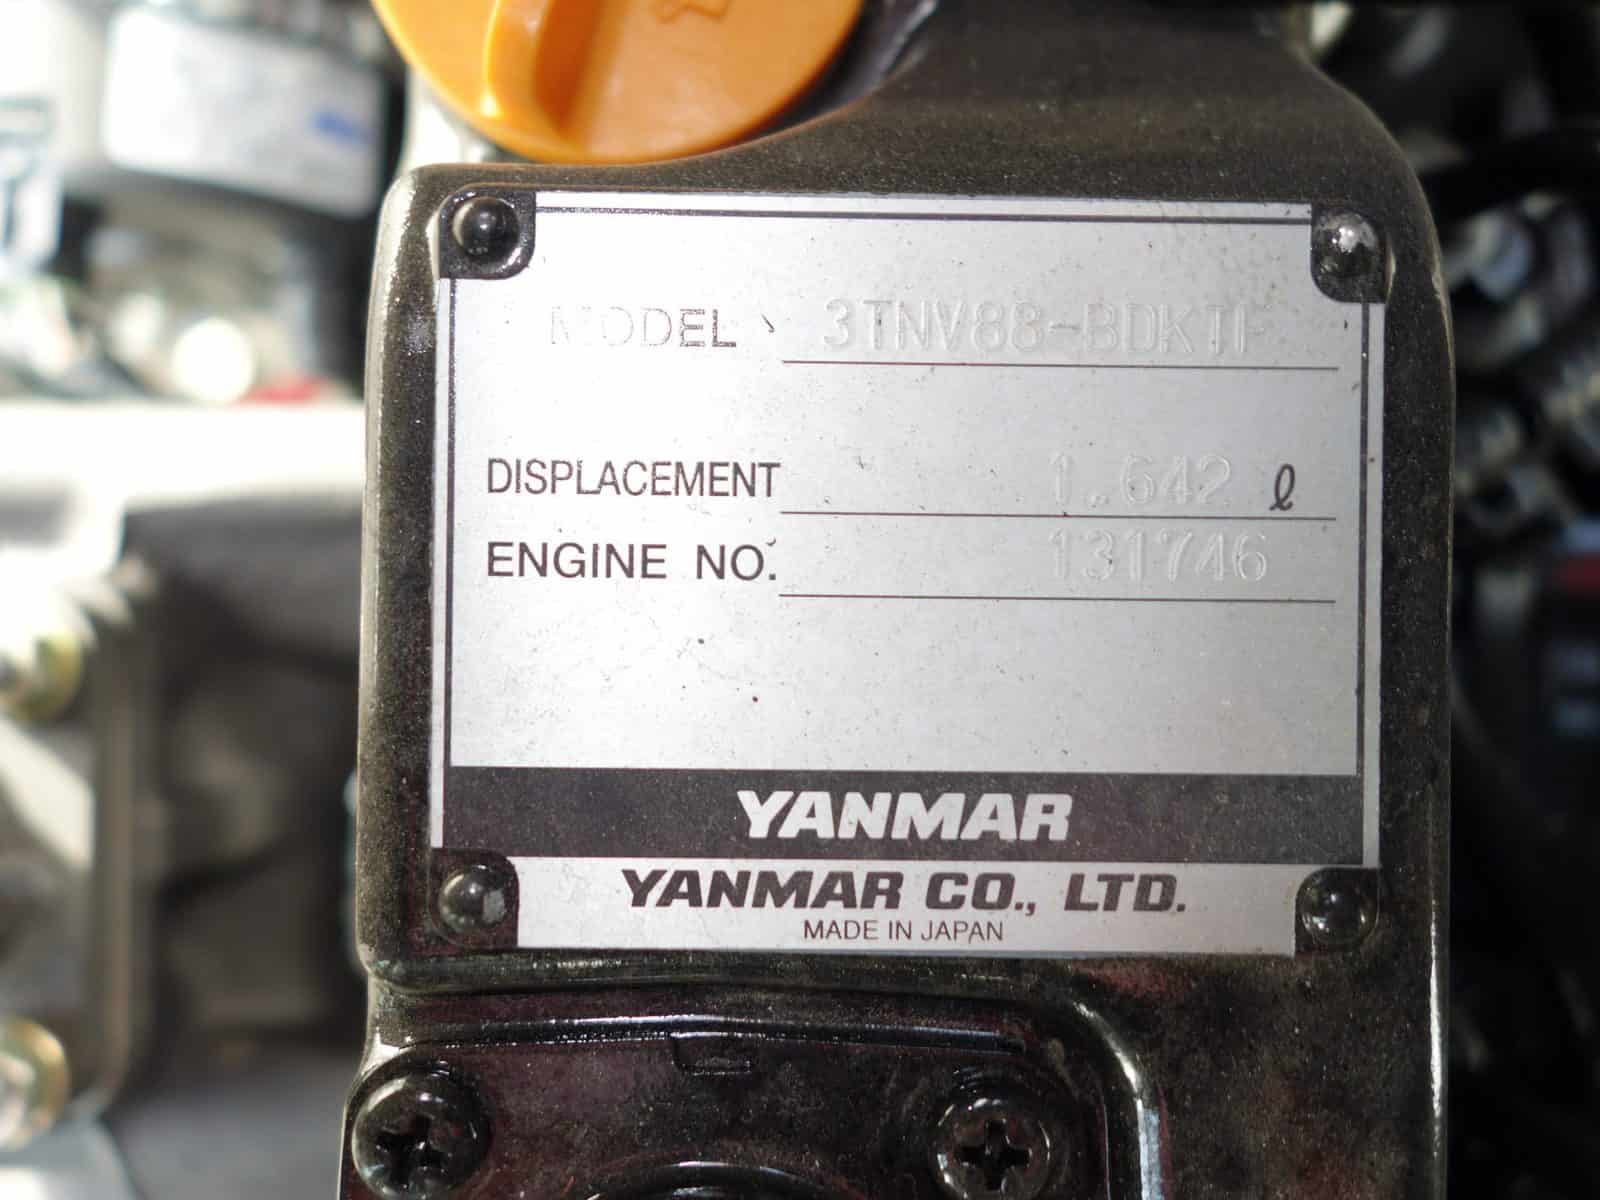 MODEL 3TNV88-BDKTF
DISPLACEMENT 1.642 ℓ
ENGINE NO. 131746
YANMAR
YANMAR CO., LTD.
MADE IN JAPAN